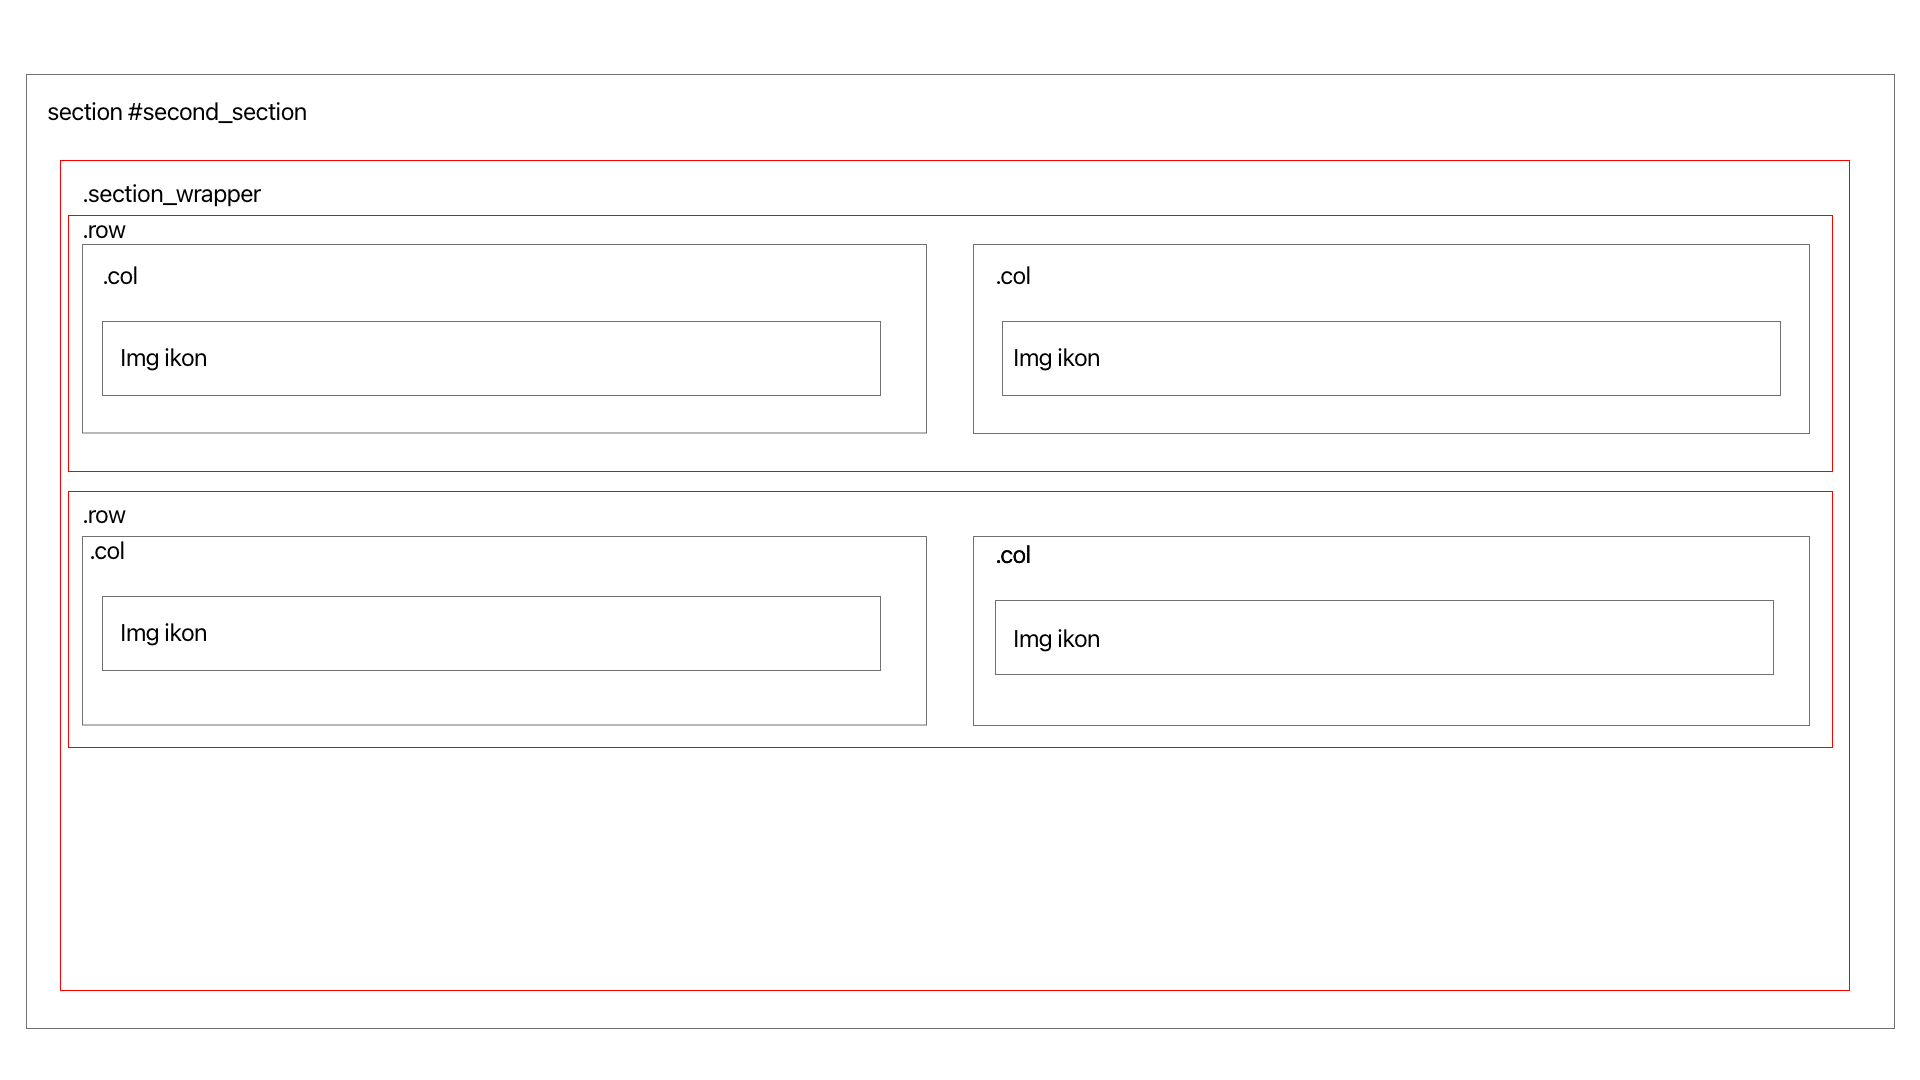 section #second_section
.section_wrapper
.row
.col
.col
Img ikon
Img ikon
.row
.col
.col
Img ikon
Img ikon